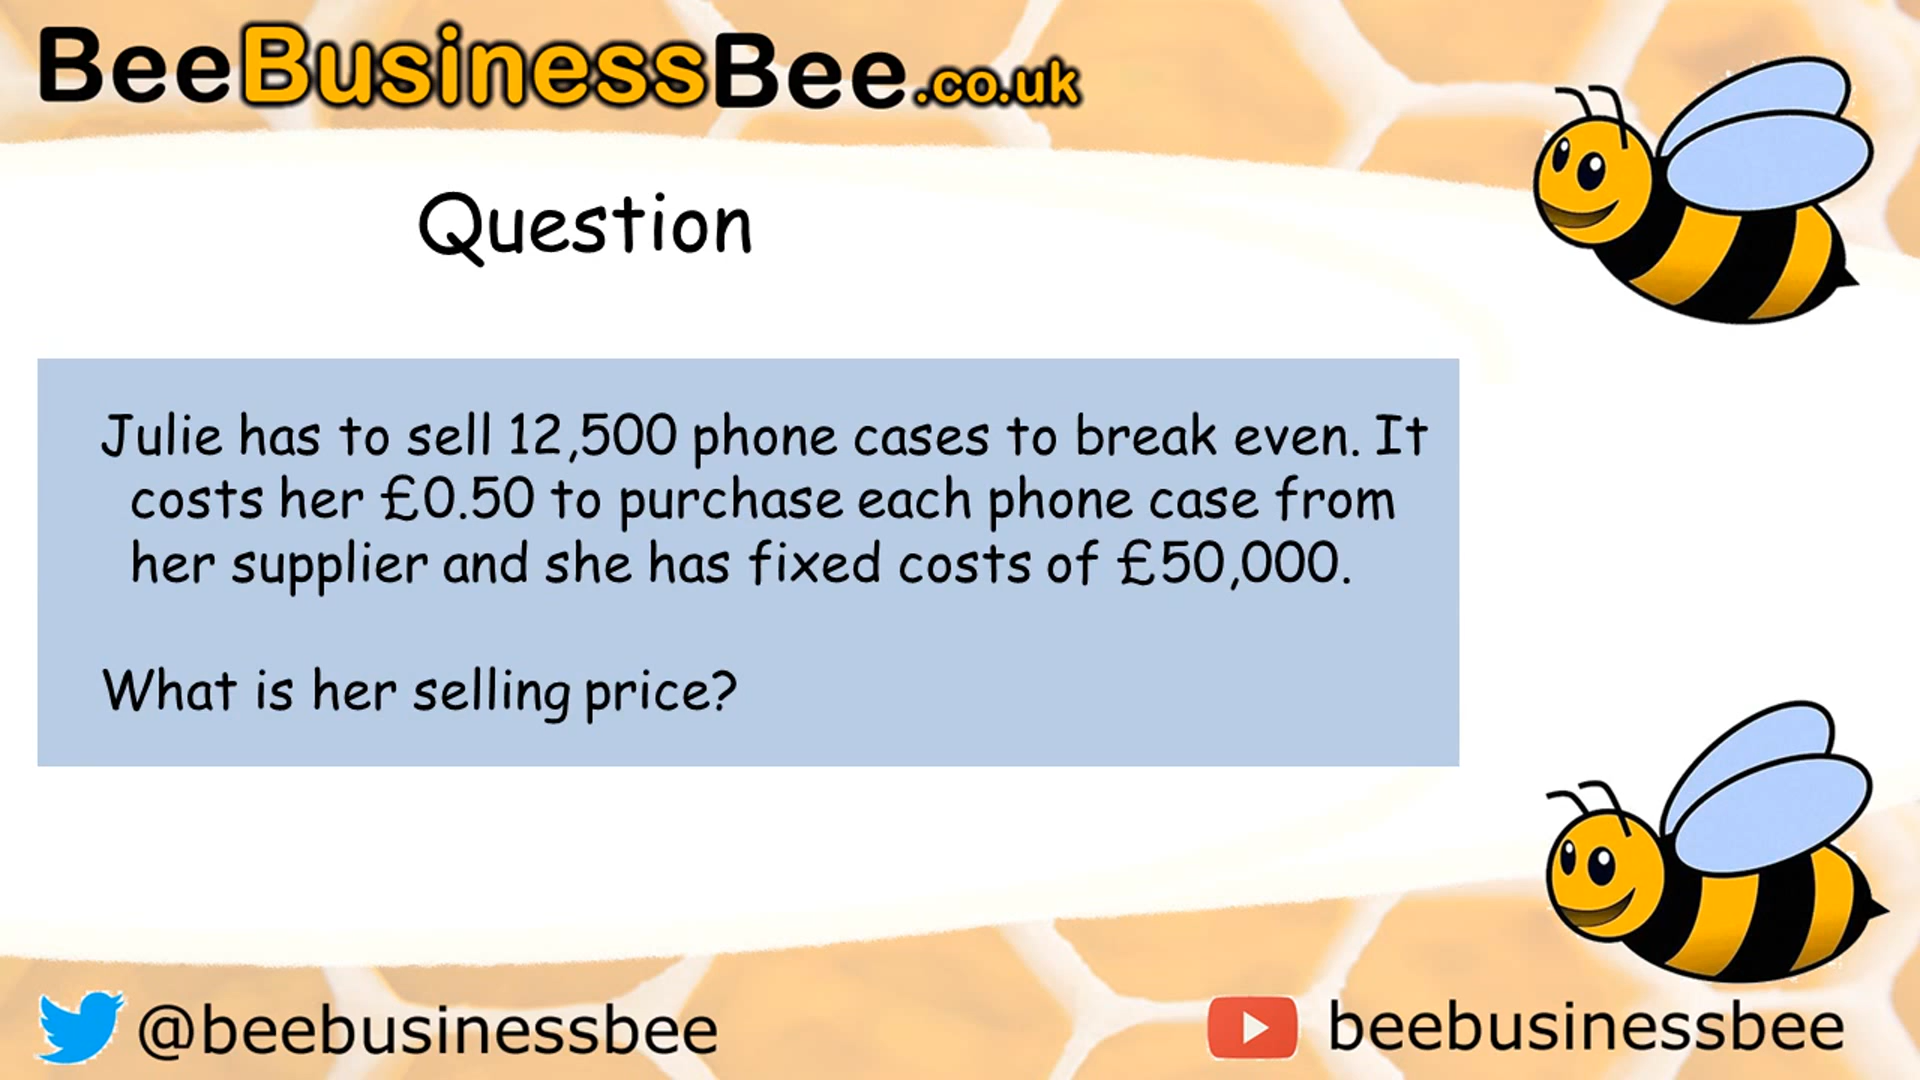 BeeBusinessBee.co.uk
Question
Julie has to sell 12,500 phone cases to break even. It
costs her £0.50 to purchase each phone case from
her supplier and she has fixed costs of £50,000.
What is her selling price?
@beebusinessbee
beebusinessbee